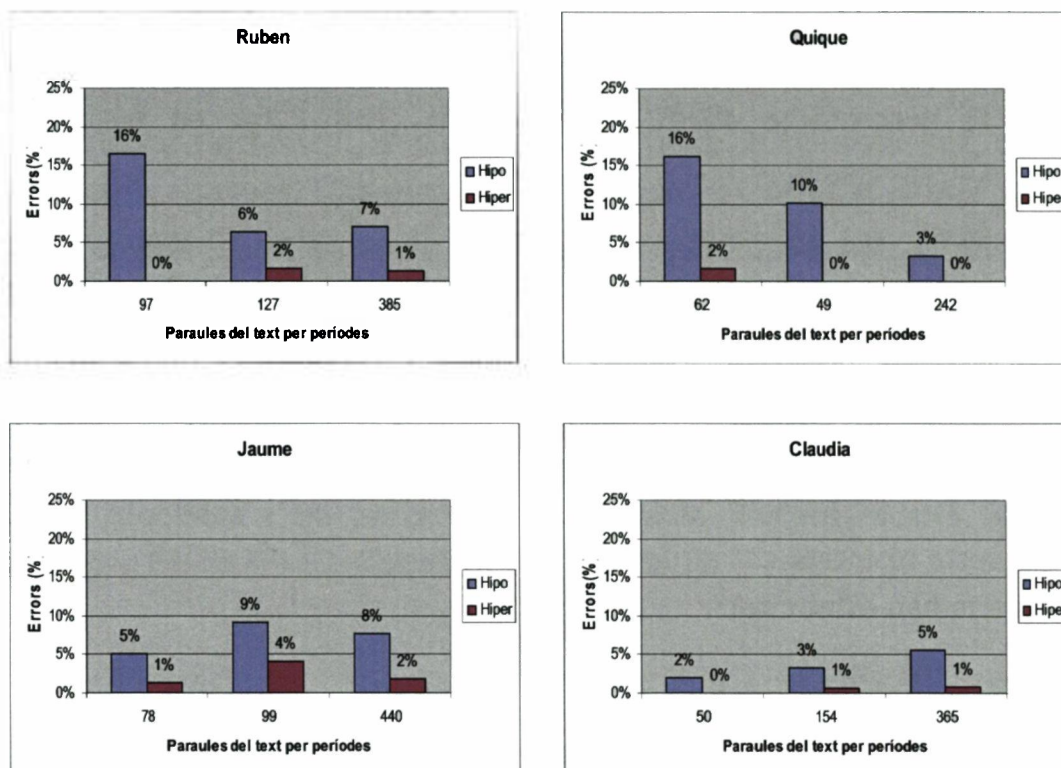 Ruben
25%
20%
15%
10%
5%
0%
Errors(%
16%
0%
6%
2%
7%
1%
97 127 385
Paraules del text per períodes
Hipo
Hiper
Quique
25%
20%
15%
10%
5%
0%
Errors(%
16%
2%
10%
0%
3%
0%
62 49 242
Paraules del text per períodes
Hipo
Hipe
Jaume
25%
20%
15%
10%
5%
0%
Errors (%
5%
1%
9%
4%
8%
2%
78 99 440
Paraules del text per períodes
Hipo
Hiper
Claudia
25%
20%
15%
10%
5%
0%
Errors(%
2%
0%
3%
1%
5%
1%
50 154 365
Paraules del text per períodes
Hipo
Hipe